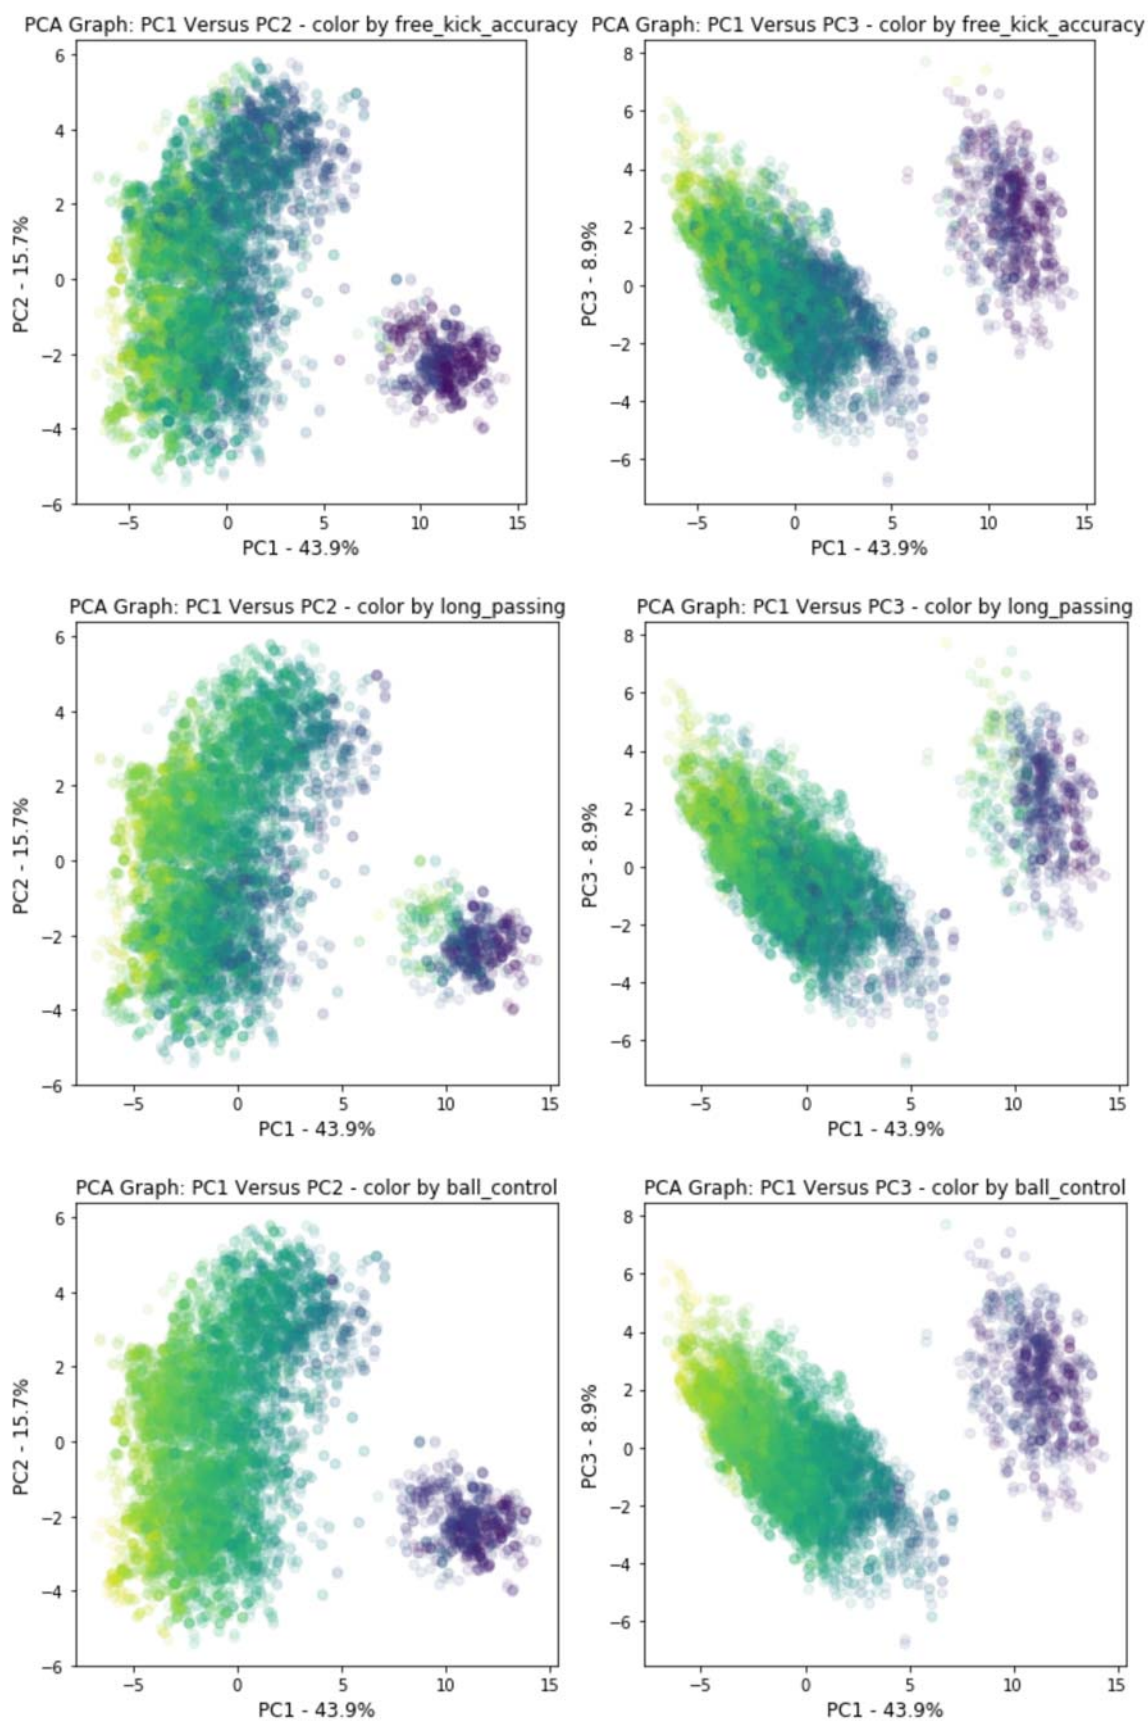 PCA Graph: PC1 Versus PC2 - color by free_kick_accuracy
6
4
2
0
−2
−4
−6
PC2 - 15.7%
−5 0 5 10 15
PC1 - 43.9%
PCA Graph: PC1 Versus PC3 - color by free_kick_accuracy
8
6
4
2
0
−2
−4
−6
PC3 - 8.9%
−5 0 5 10 15
PC1 - 43.9%
PCA Graph: PC1 Versus PC2 - color by long_passing
6
4
2
0
−2
−4
−6
PC2 - 15.7%
−5 0 5 10 15
PC1 - 43.9%
PCA Graph: PC1 Versus PC3 - color by long_passing
8
6
4
2
0
−2
−4
−6
PC3 - 8.9%
−5 0 5 10 15
PC1 - 43.9%
PCA Graph: PC1 Versus PC2 - color by ball_control
6
4
2
0
−2
−4
−6
PC2 - 15.7%
−5 0 5 10 15
PC1 - 43.9%
PCA Graph: PC1 Versus PC3 - color by ball_control
8
6
4
2
0
−2
−4
−6
PC3 - 8.9%
−5 0 5 10 15
PC1 - 43.9%